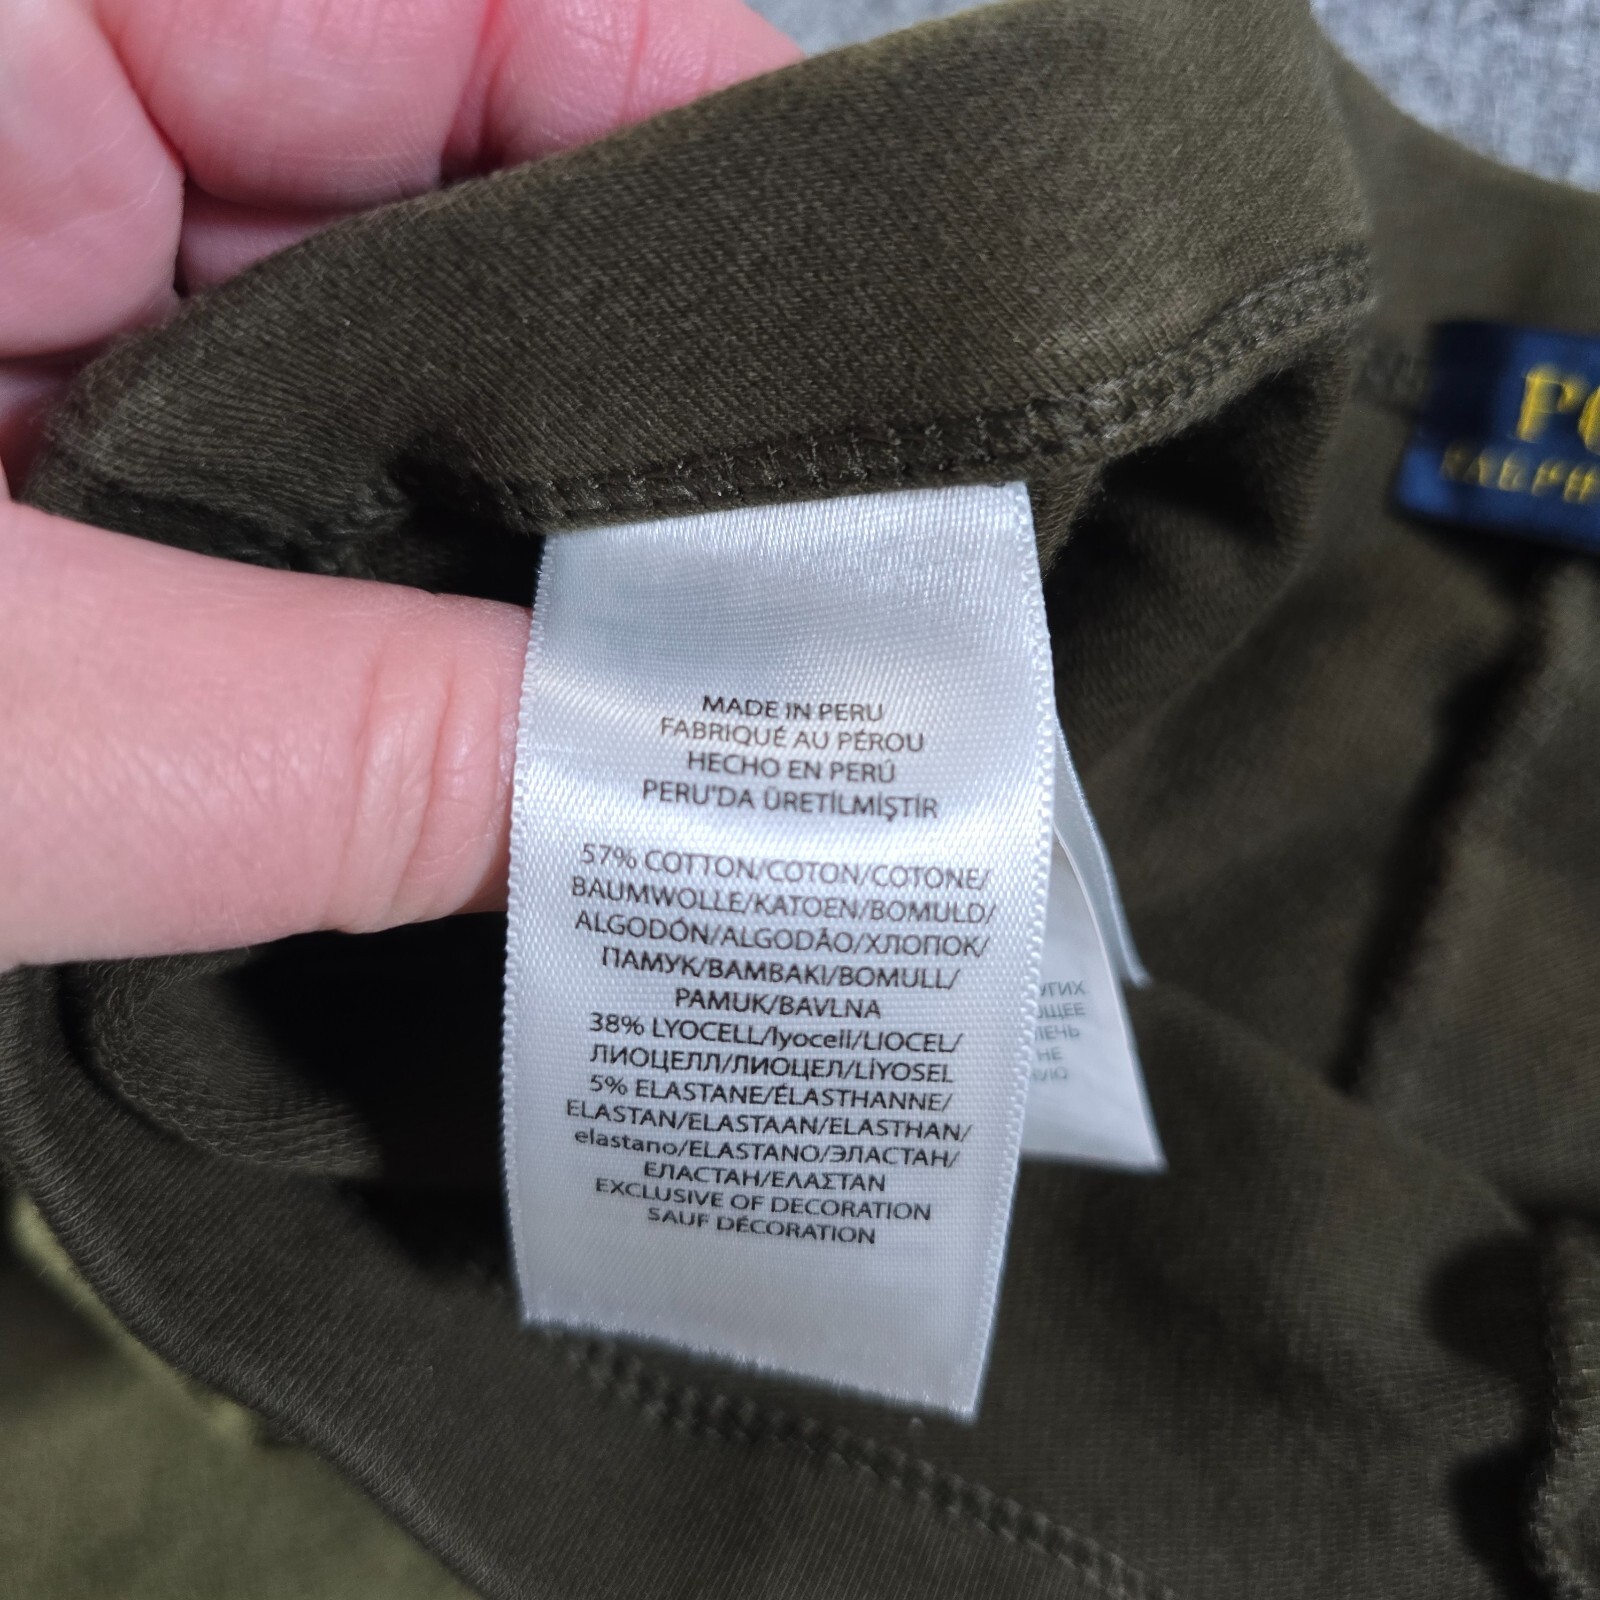 MADE IN PERU
FABRIQUÉ AU PÉROU
HECHO EN PERÚ
PERU'DA ÜRETİLMİŞTİR
57% COTTON/COTON/COTONE/
BAUMWOLLE/KATOEN/BOMULD/
ALGODÓN/ALGODÃO/ХЛОПОК/
ПАМУК/ΒΑΜΒΑΚΙ/BOMULL/
PAMUK/BAVLNA
38% LYOCELL/lyocell/LIOCEL/
ЛИОЦЕЛЛ/ЛИОЦЕЛ/LİYOSEL
5% ELASTANE/ÉLASTHANNE/
ELASTAN/ELASTAAN/ELASTHAN/
elastano/ELASTANO/ЭЛАСТАН/
ЕЛАСТАН/ΕΛΑΣΤΑΝ
EXCLUSIVE OF DECORATION
SAUF DÉCORATION
RALPH